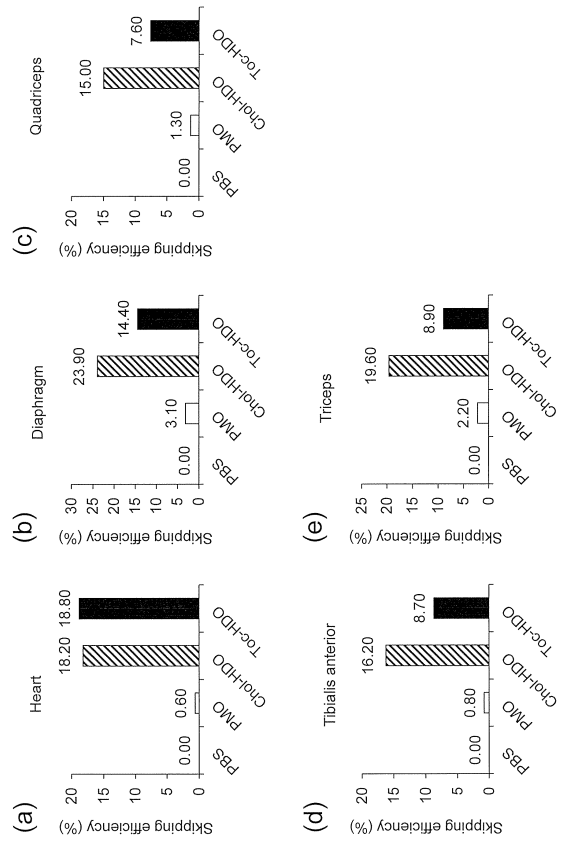 (a)
Heart
Skipping efficiency (%)
20
15
10
5
0
0.00
0.60
18.20
18.80
PBS
PMO
Chol-HDO
Toc-HDO
(b)
Diaphragm
Skipping efficiency (%)
30
25
20
15
10
5
0
0.00
3.10
23.90
14.40
PBS
PMO
Chol-HDO
Toc-HDO
(c)
Quadriceps
Skipping efficiency (%)
20
15
10
5
0
0.00
1.30
15.00
7.60
PBS
PMO
Chol-HDO
Toc-HDO
(d)
Tibialis anterior
Skipping efficiency (%)
20
15
10
5
0
0.00
0.80
16.20
8.70
PBS
PMO
Chol-HDO
Toc-HDO
(e)
Triceps
Skipping efficiency (%)
25
20
15
10
5
0
0.00
2.20
19.60
8.90
PBS
PMO
Chol-HDO
Toc-HDO